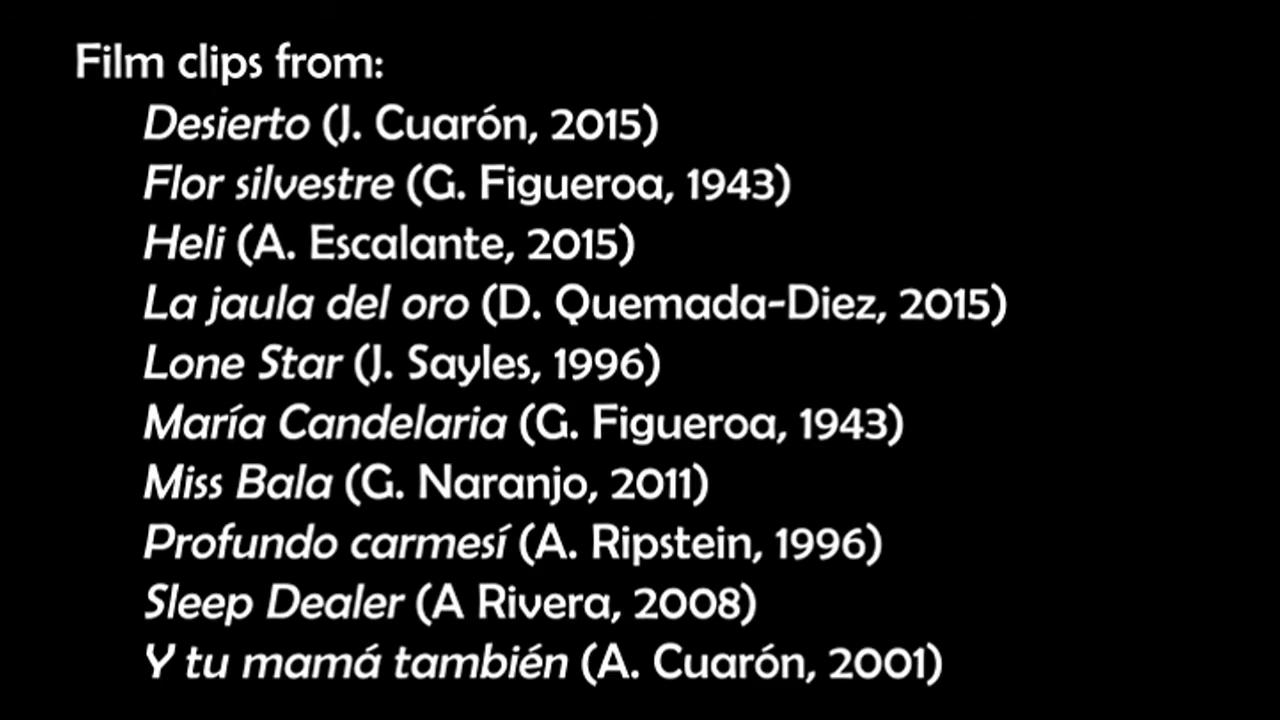 Film clips from:
Desierto (J. Cuarón, 2015)
Flor silvestre (G. Figueroa, 1943)
Heli (A. Escalante, 2015)
La jaula del oro (D. Quemada-Diez, 2015)
Lone Star (J. Sayles, 1996)
María Candelaria (G. Figueroa, 1943)
Miss Bala (G. Naranjo, 2011)
Profundo carmesí (A. Ripstein, 1996)
Sleep Dealer (A Rivera, 2008)
Y tu mamá también (A. Cuarón, 2001)